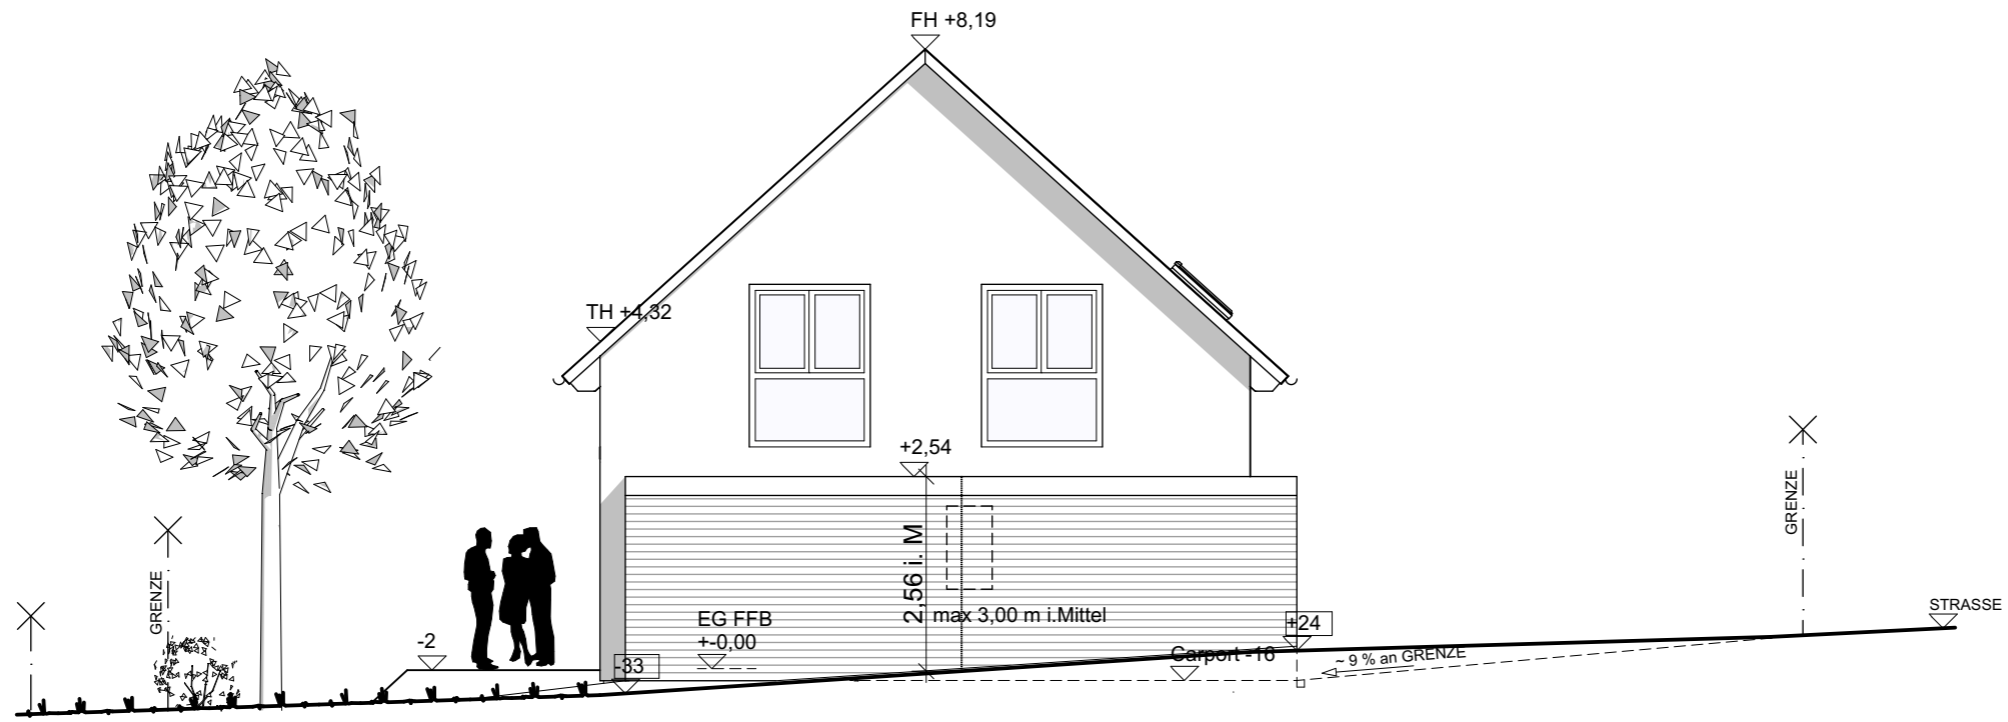 FH +8,19
TH +4,32
+2,54
GRENZE
GRENZE
2,56 i. M
max 3,00 m i.Mittel
EG FFB
+-0,00
-2
-33
+24
Carport -16
~ 9 % an GRENZE
STRASSE